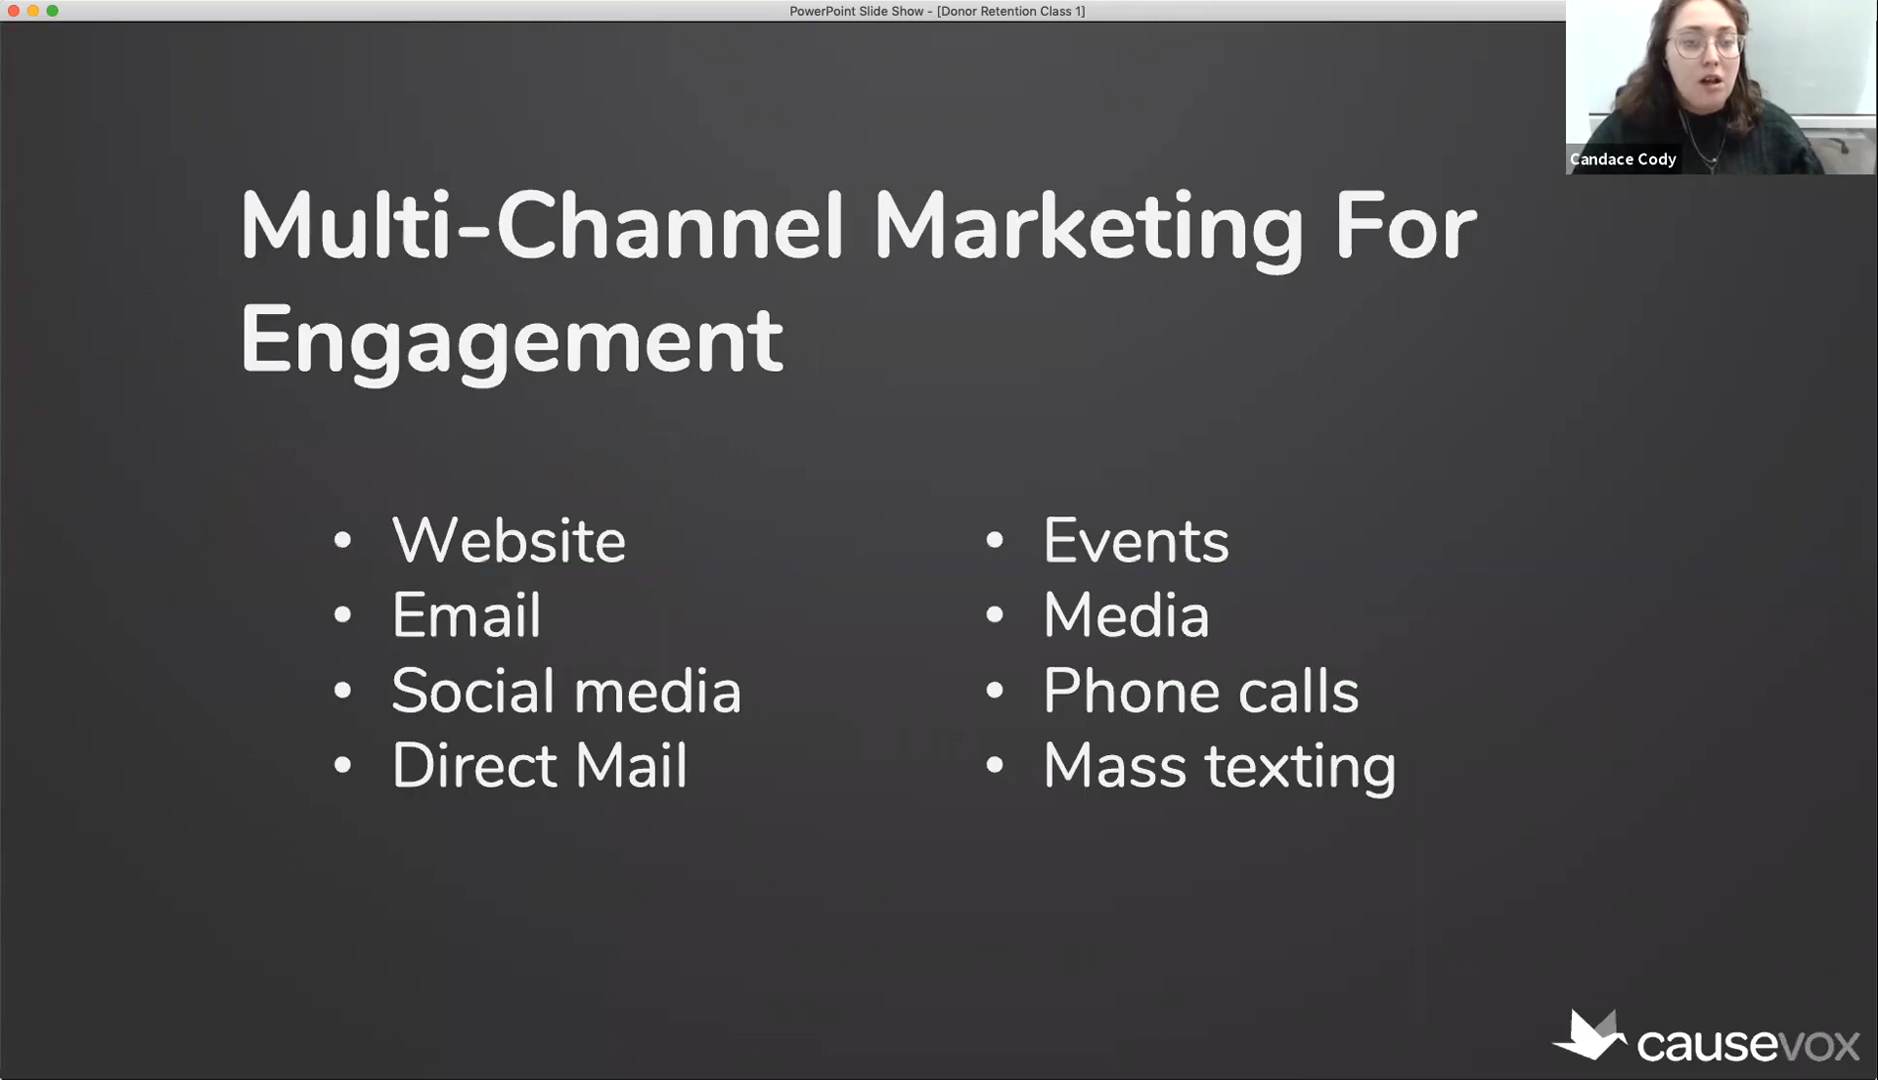 PowerPoint Slide Show - [Donor Retention Class 1]
Candace Cody
Multi-Channel Marketing For
Engagement
• Website
• Email
• Social media
• Direct Mail
• Events
• Media
• Phone calls
• Mass texting
causevox